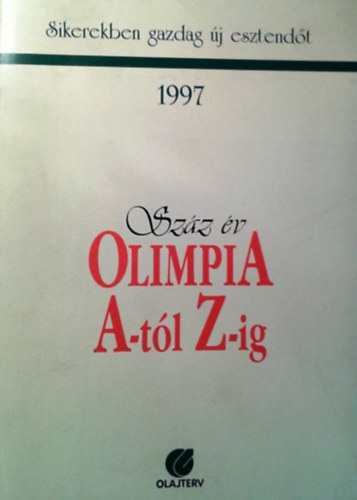 Sikerekben gazdag új esztendőt
1997
Száz év
OLIMPIA
A-tól Z-ig
OLAJTERV